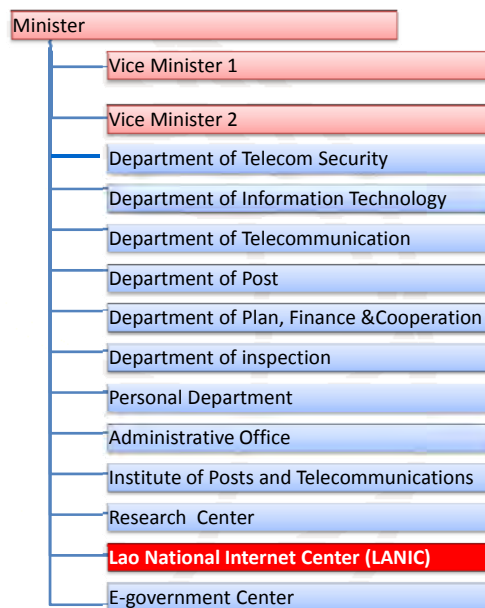 Minister
Vice Minister 1
Vice Minister 2
Department of Telecom Security
Department of Information Technology
Department of Telecommunication
Department of Post
Department of Plan, Finance &Cooperation
Department of inspection
Personal Department
Administrative Office
Institute of Posts and Telecommunications
Research Center
Lao National Internet Center (LANIC)
E-government Center